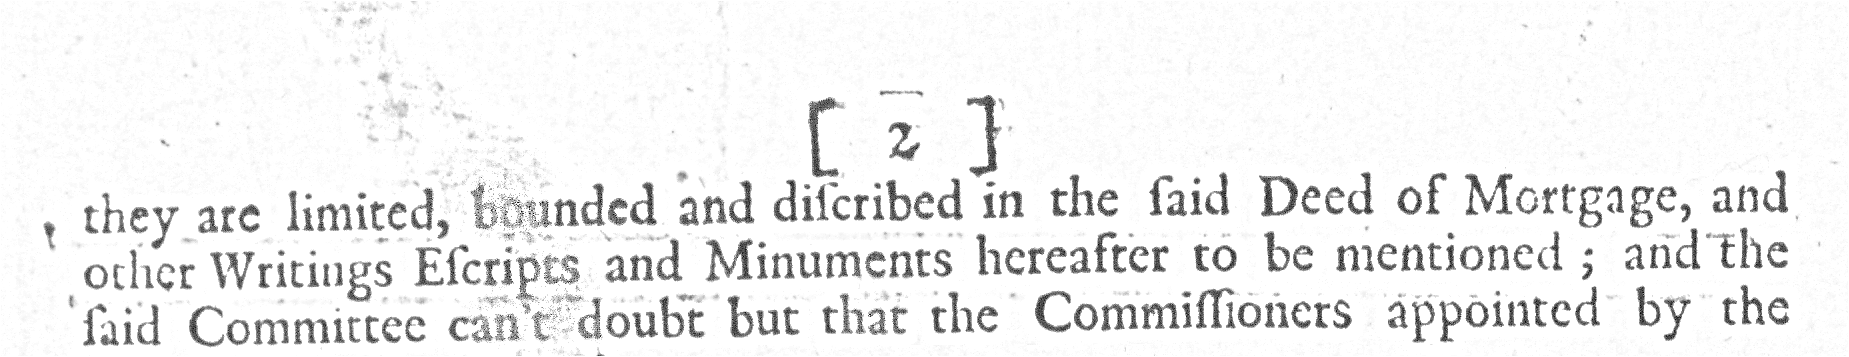 [ 2 ]
they are limited, bounded and diſcribed in the ſaid Deed of Mortgage, and
other Writings Eſcripts and Minuments hereafter to be mentioned ; and the
ſaid Committee can't doubt but that the Commiſſioners appointed by the